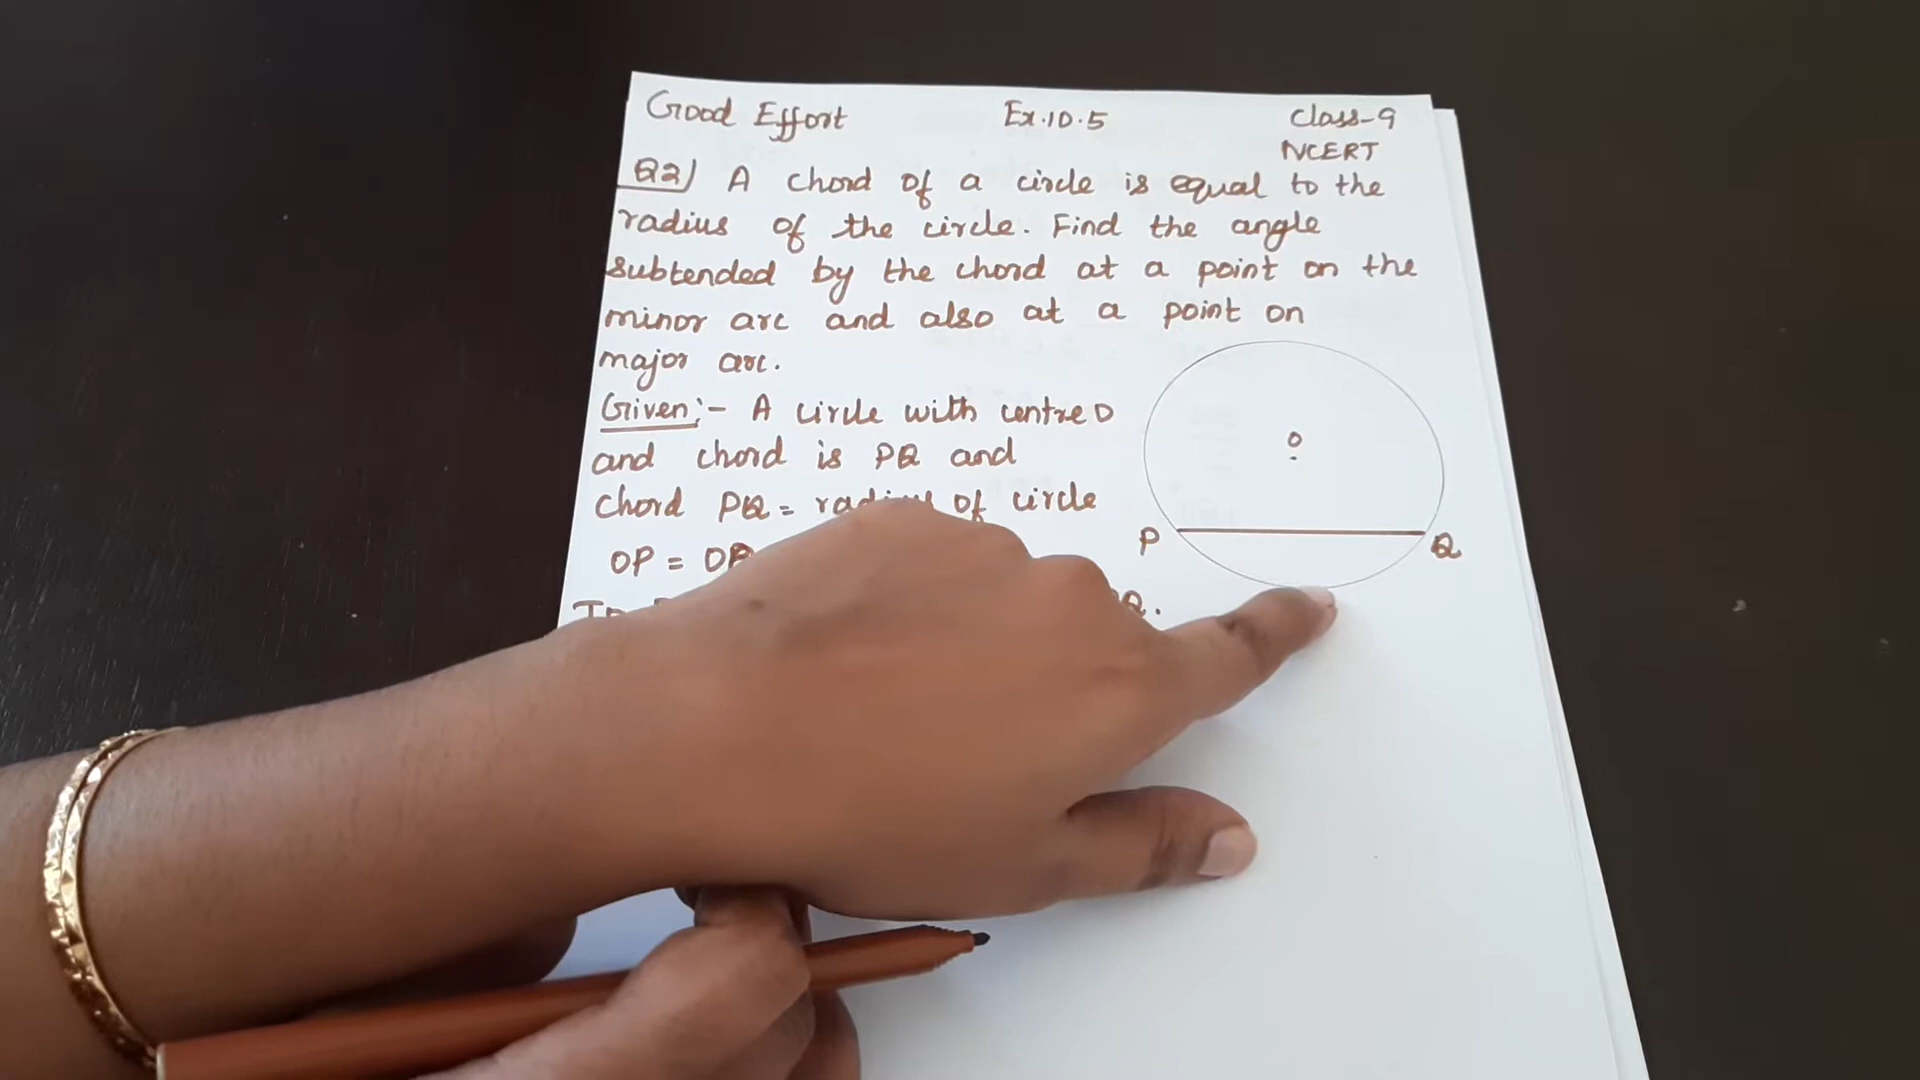 Good Effort Ex.10.5 Class-9
NCERT
Q2) A chord of a circle is equal to the
radius of the circle. Find the angle
subtended by the chord at a point on the
minor arc and also at a point on
major arc.
Given:- A circle with centre O
and chord is PQ and
chord PQ = radius of circle
OP =
O
P Q